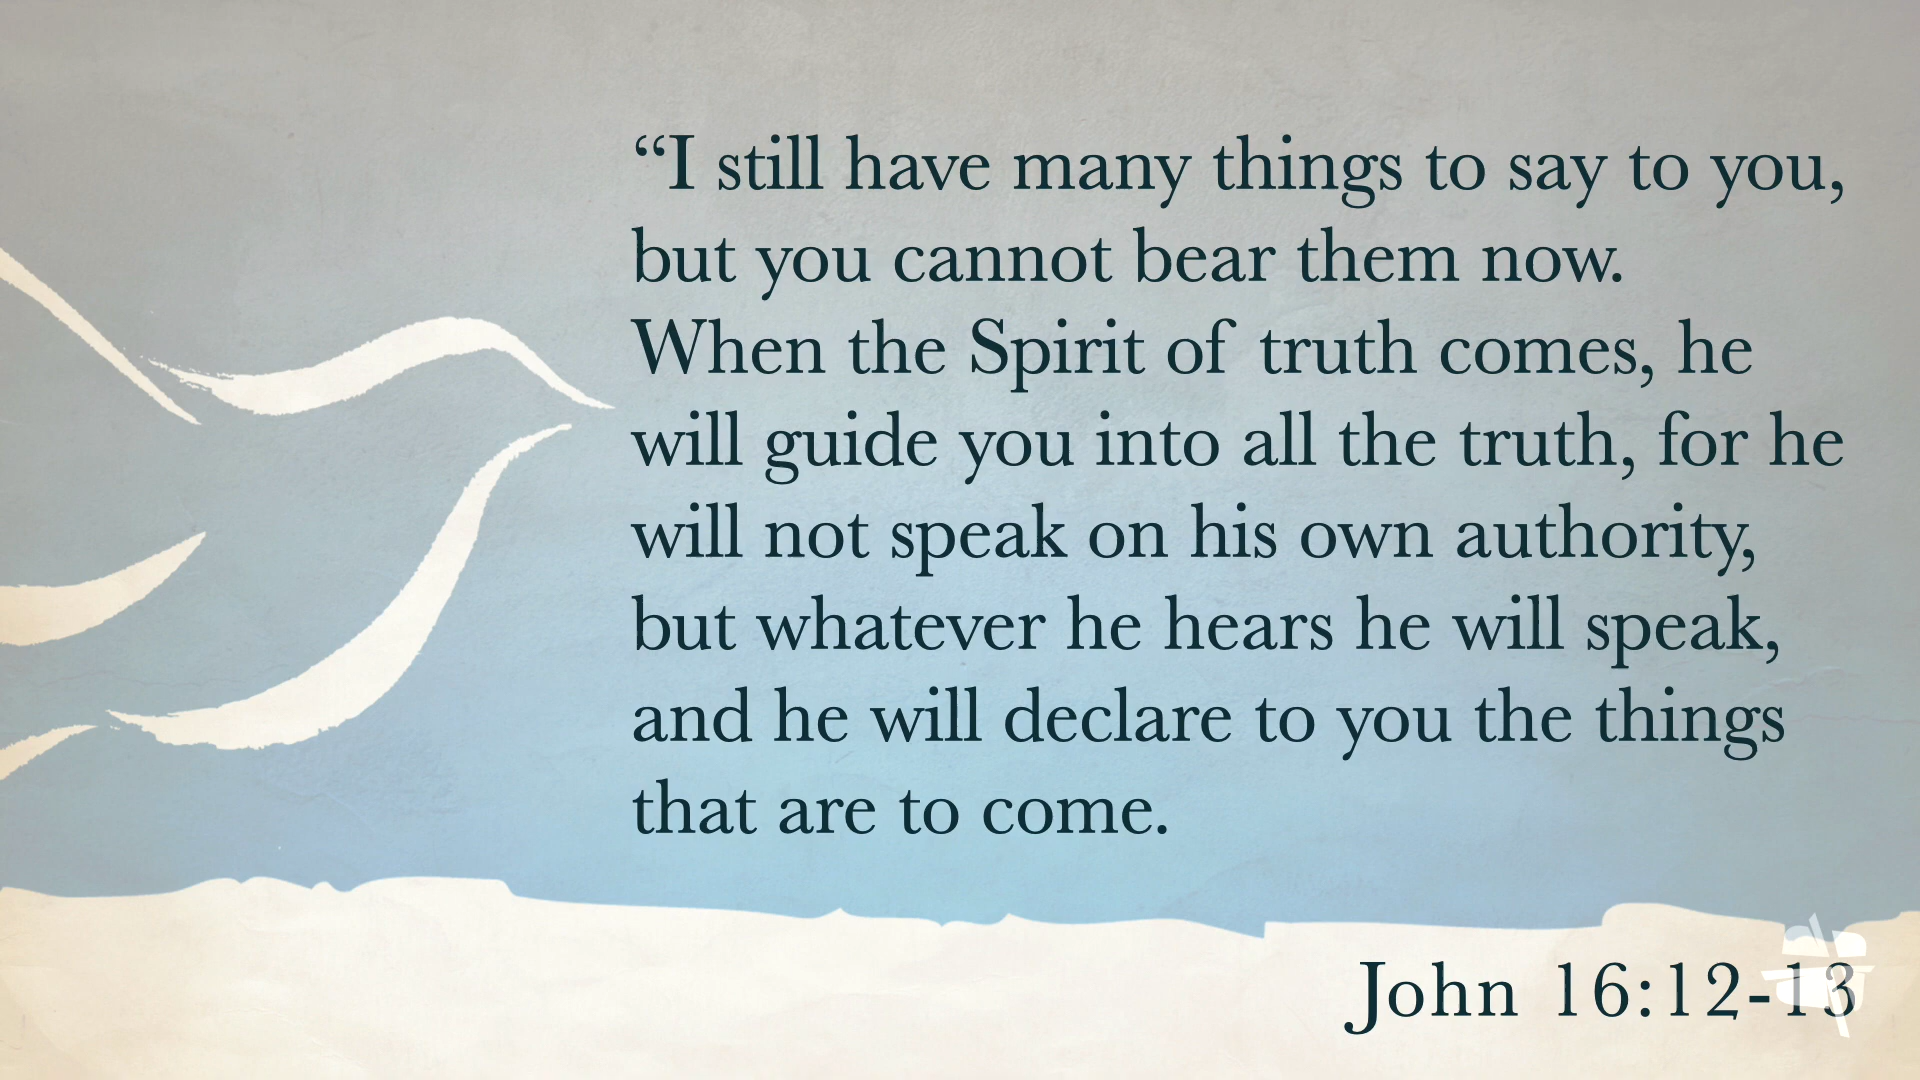 “I still have many things to say to you,
but you cannot bear them now.
When the Spirit of truth comes, he
will guide you into all the truth, for he
will not speak on his own authority,
but whatever he hears he will speak,
and he will declare to you the things
that are to come.
John 16:12-13